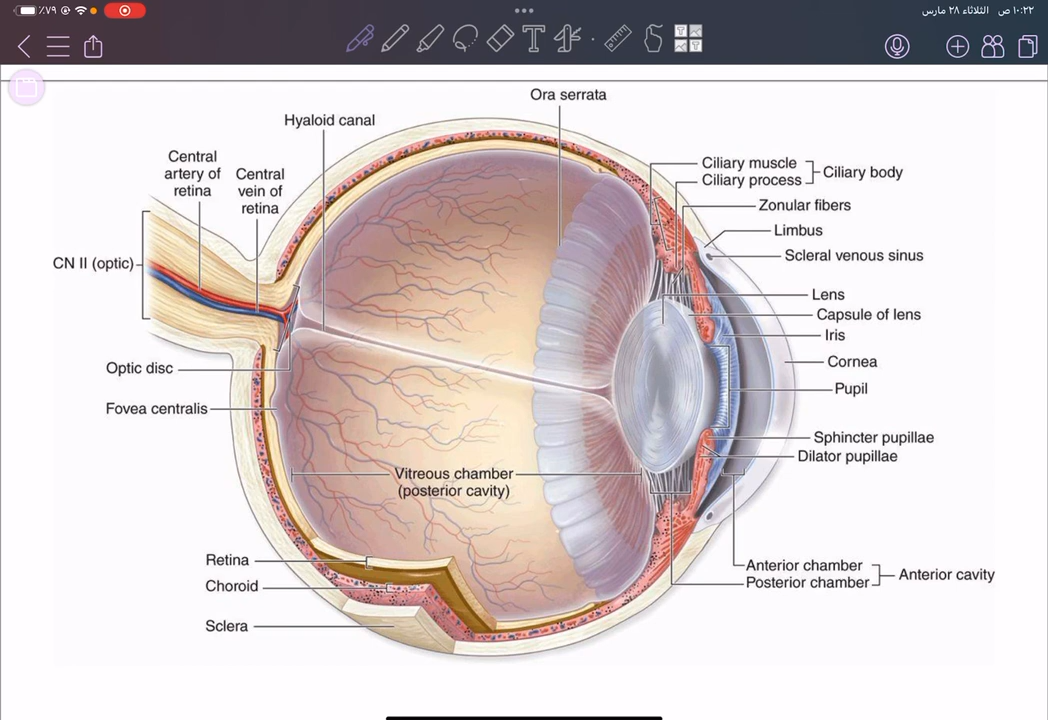 ٪٧٩
١٠:٢٢ ص الثلاثاء ٢٨ مارس
Ora serrata
Hyaloid canal
Central
artery of
retina
Central
vein of
retina
CN II (optic)
Optic disc
Fovea centralis
Vitreous chamber
(posterior cavity)
Retina
Choroid
Sclera
Ciliary muscle
Ciliary process
Ciliary body
Zonular fibers
Limbus
Scleral venous sinus
Lens
Capsule of lens
Iris
Cornea
Pupil
Sphincter pupillae
Dilator pupillae
Anterior chamber
Posterior chamber
Anterior cavity